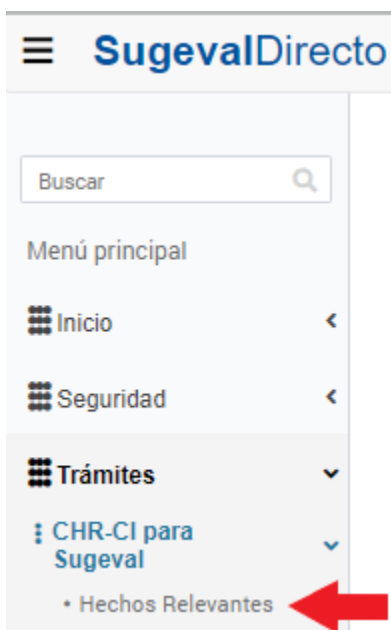 SugevalDirecto
Buscar
Menú principal
Inicio
Seguridad
Trámites
CHR-CI para
Sugeval
• Hechos Relevantes